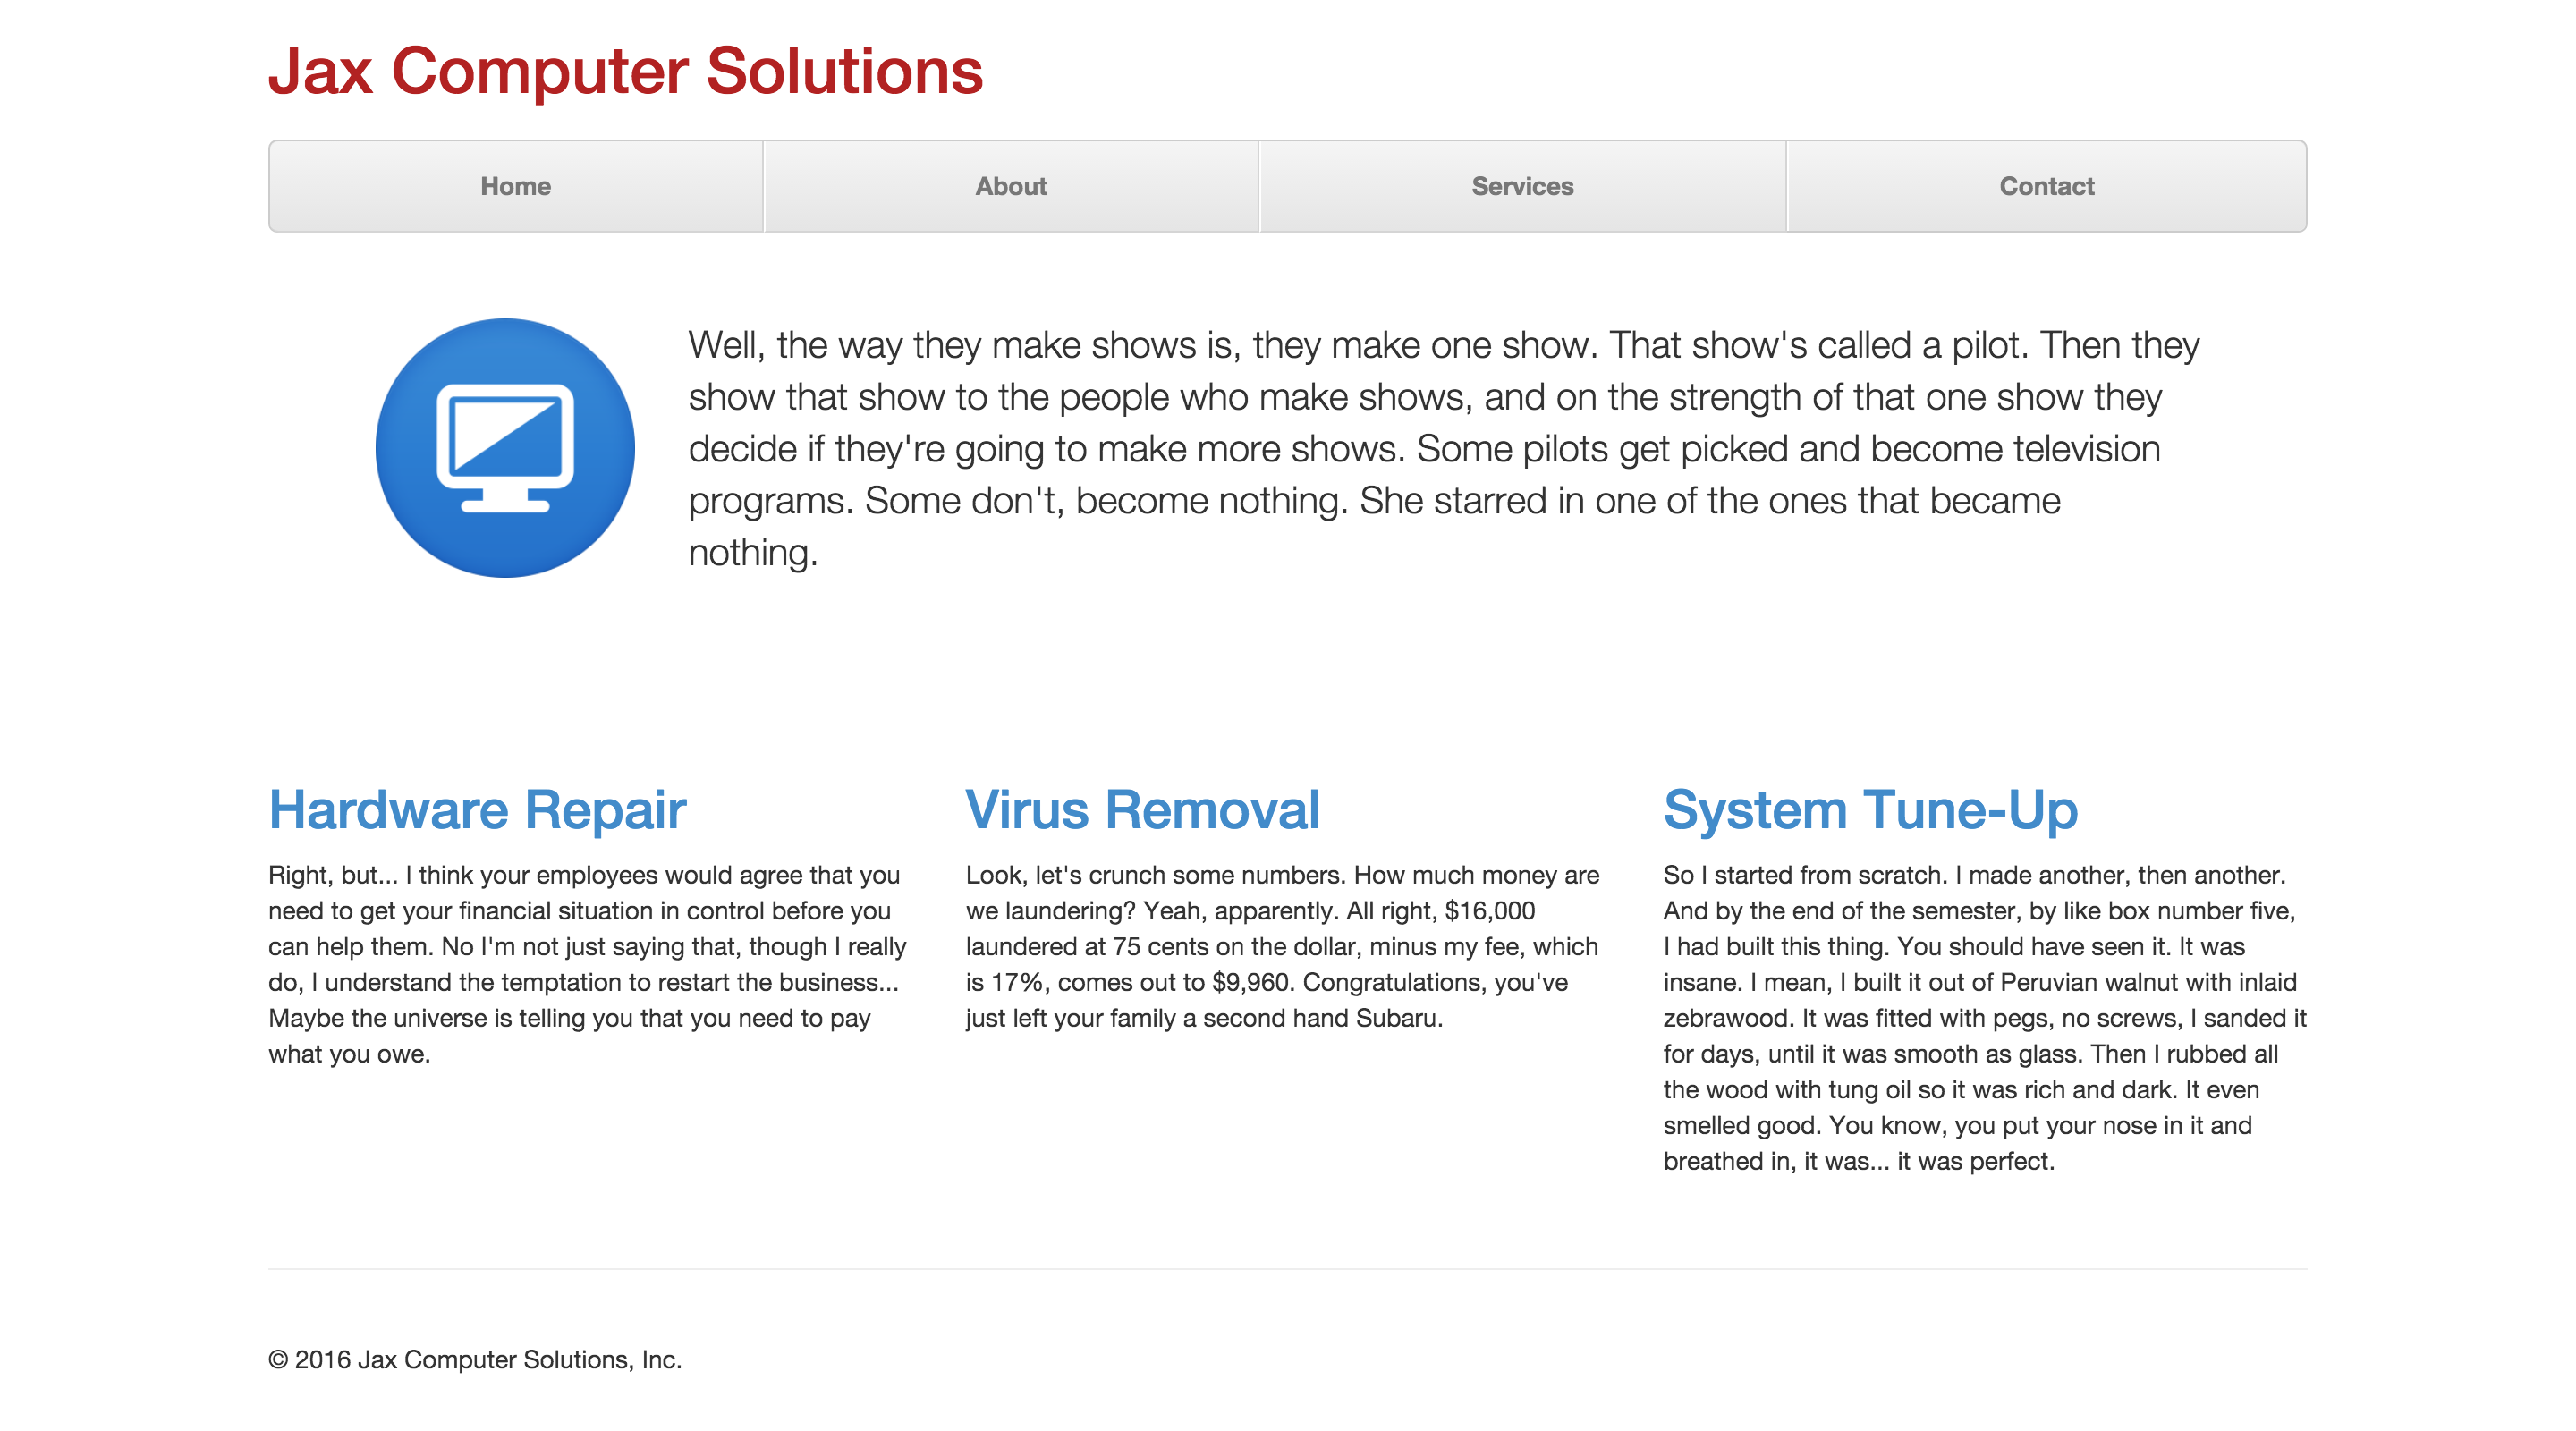 Jax Computer Solutions
Home
About
Services
Contact
Well, the way they make shows is, they make one show. That show's called a pilot. Then they
show that show to the people who make shows, and on the strength of that one show they
decide if they're going to make more shows. Some pilots get picked and become television
programs. Some don't, become nothing. She starred in one of the ones that became
nothing.
Hardware Repair
Right, but... I think your employees would agree that you
need to get your financial situation in control before you
can help them. No I'm not just saying that, though I really
do, I understand the temptation to restart the business...
Maybe the universe is telling you that you need to pay
what you owe.
Virus Removal
Look, let's crunch some numbers. How much money are
we laundering? Yeah, apparently. All right, $16,000
laundered at 75 cents on the dollar, minus my fee, which
is 17%, comes out to $9,960. Congratulations, you've
just left your family a second hand Subaru.
System Tune-Up
So I started from scratch. I made another, then another.
And by the end of the semester, by like box number five,
I had built this thing. You should have seen it. It was
insane. I mean, I built it out of Peruvian walnut with inlaid
zebrawood. It was fitted with pegs, no screws, I sanded it
for days, until it was smooth as glass. Then I rubbed all
the wood with tung oil so it was rich and dark. It even
smelled good. You know, you put your nose in it and
breathed in, it was... it was perfect.
© 2016 Jax Computer Solutions, Inc.